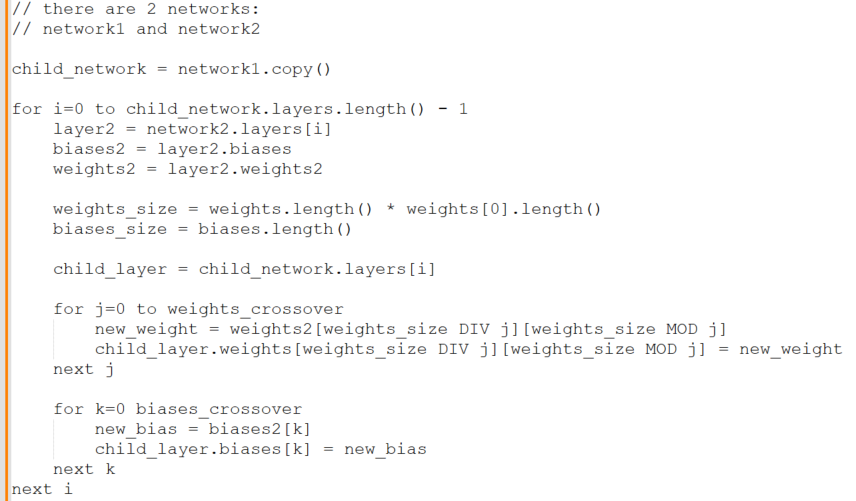 // there are 2 networks:
// network1 and network2
child_network = network1.copy()
for i=0 to child_network.layers.length() - 1
layer2 = network2.layers[i]
biases2 = layer2.biases
weights2 = layer2.weights2
weights_size = weights.length() * weights[0].length()
biases_size = biases.length()
child_layer = child_network.layers[i]
for j=0 to weights_crossover
new_weight = weights2[weights_size DIV j][weights_size MOD j]
child_layer.weights[weights_size DIV j][weights_size MOD j] = new_weight
next j
for k=0 biases_crossover
new_bias = biases2[k]
child_layer.biases[k] = new_bias
next k
next i